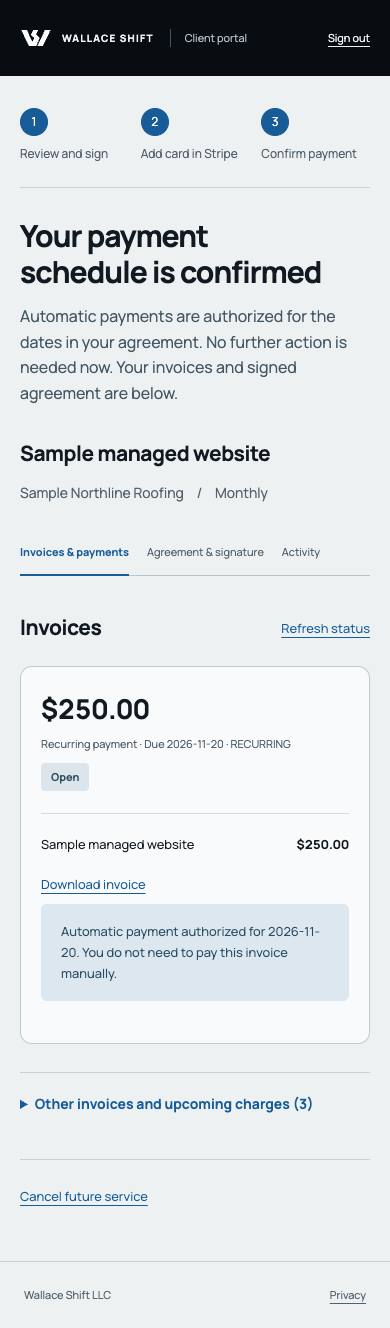 WALLACE SHIFT Client portal Sign out
1 2 3
Review and sign Add card in Stripe Confirm payment
Your payment
schedule is confirmed
Automatic payments are authorized for the
dates in your agreement. No further action is
needed now. Your invoices and signed
agreement are below.
Sample managed website
Sample Northline Roofing / Monthly
Invoices & payments Agreement & signature Activity
Invoices Refresh status
$250.00
Recurring payment · Due 2026-11-20 · RECURRING
Open
Sample managed website $250.00
Download invoice
Automatic payment authorized for 2026-11-
20. You do not need to pay this invoice
manually.
Other invoices and upcoming charges (3)
Cancel future service
Wallace Shift LLC Privacy